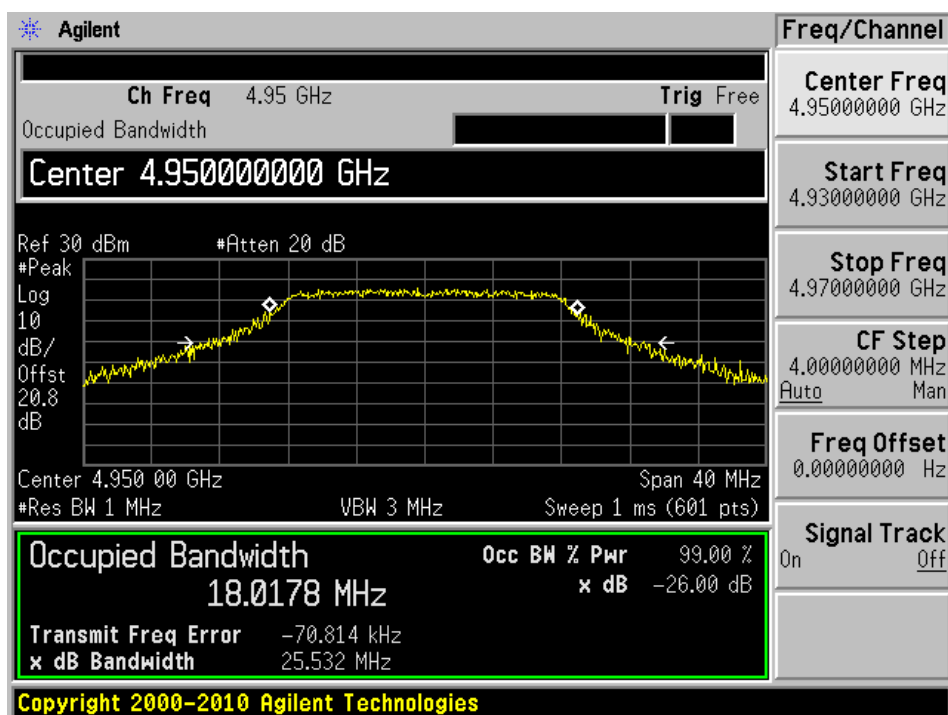 Agilent
Freq/Channel
Ch Freq 4.95 GHz Trig Free
Occupied Bandwidth
Center 4.950000000 GHz
Ref 30 dBm #Atten 20 dB
#Peak
Log
10
dB/
Offst
20.8
dB
Center 4.950 00 GHz Span 40 MHz
#Res BW 1 MHz VBW 3 MHz Sweep 1 ms (601 pts)
Occupied Bandwidth Occ BW % Pwr 99.00 %
18.0178 MHz x dB -26.00 dB
Transmit Freq Error -70.814 kHz
x dB Bandwidth 25.532 MHz
Copyright 2000-2010 Agilent Technologies
Center Freq
4.95000000 GHz
Start Freq
4.93000000 GHz
Stop Freq
4.97000000 GHz
CF Step
4.00000000 MHz
Auto Man
Freq Offset
0.00000000 Hz
Signal Track
On Off